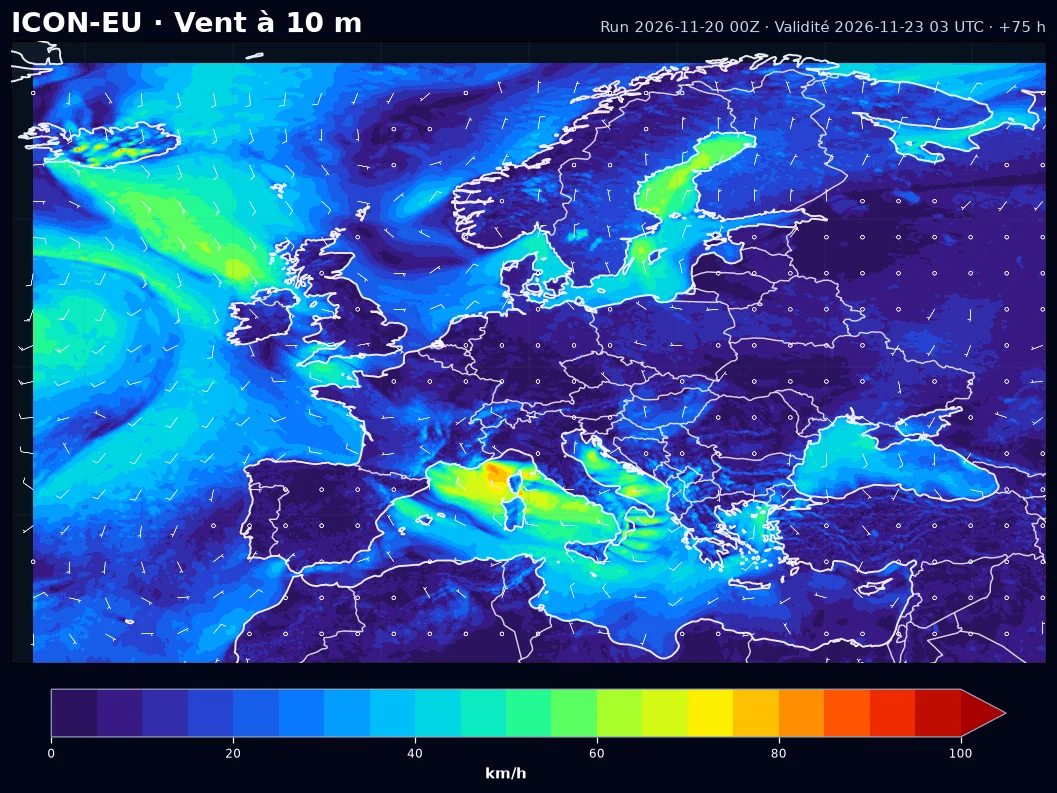 ICON-EU · Vent à 10 m
Run 2026-11-20 00Z · Validité 2026-11-23 03 UTC · +75 h
0 20 40 60 80 100
km/h